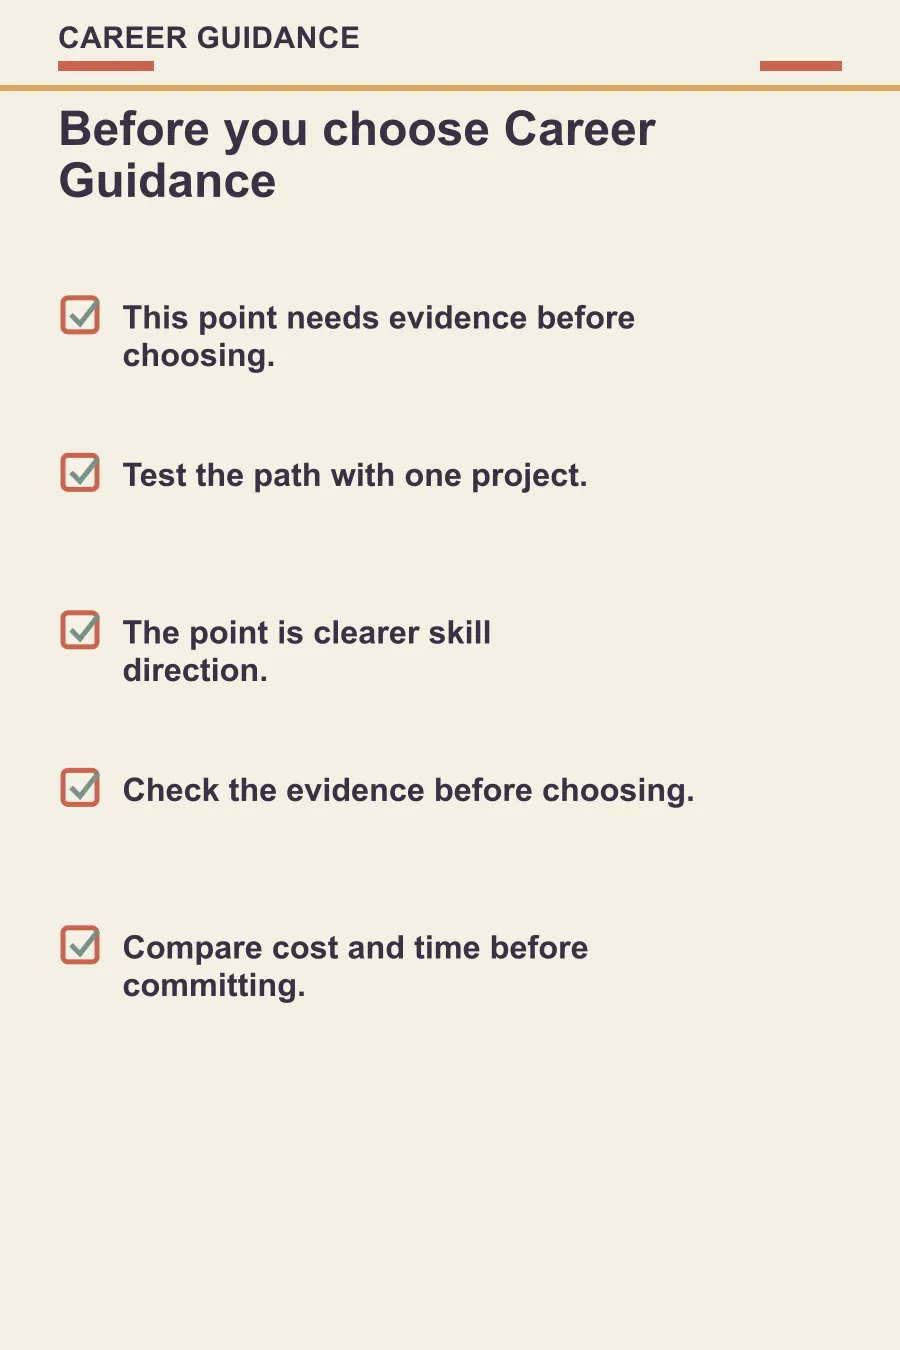 CAREER GUIDANCE
Before you choose Career
Guidance
This point needs evidence before
choosing.
Test the path with one project.
The point is clearer skill
direction.
Check the evidence before choosing.
Compare cost and time before
committing.